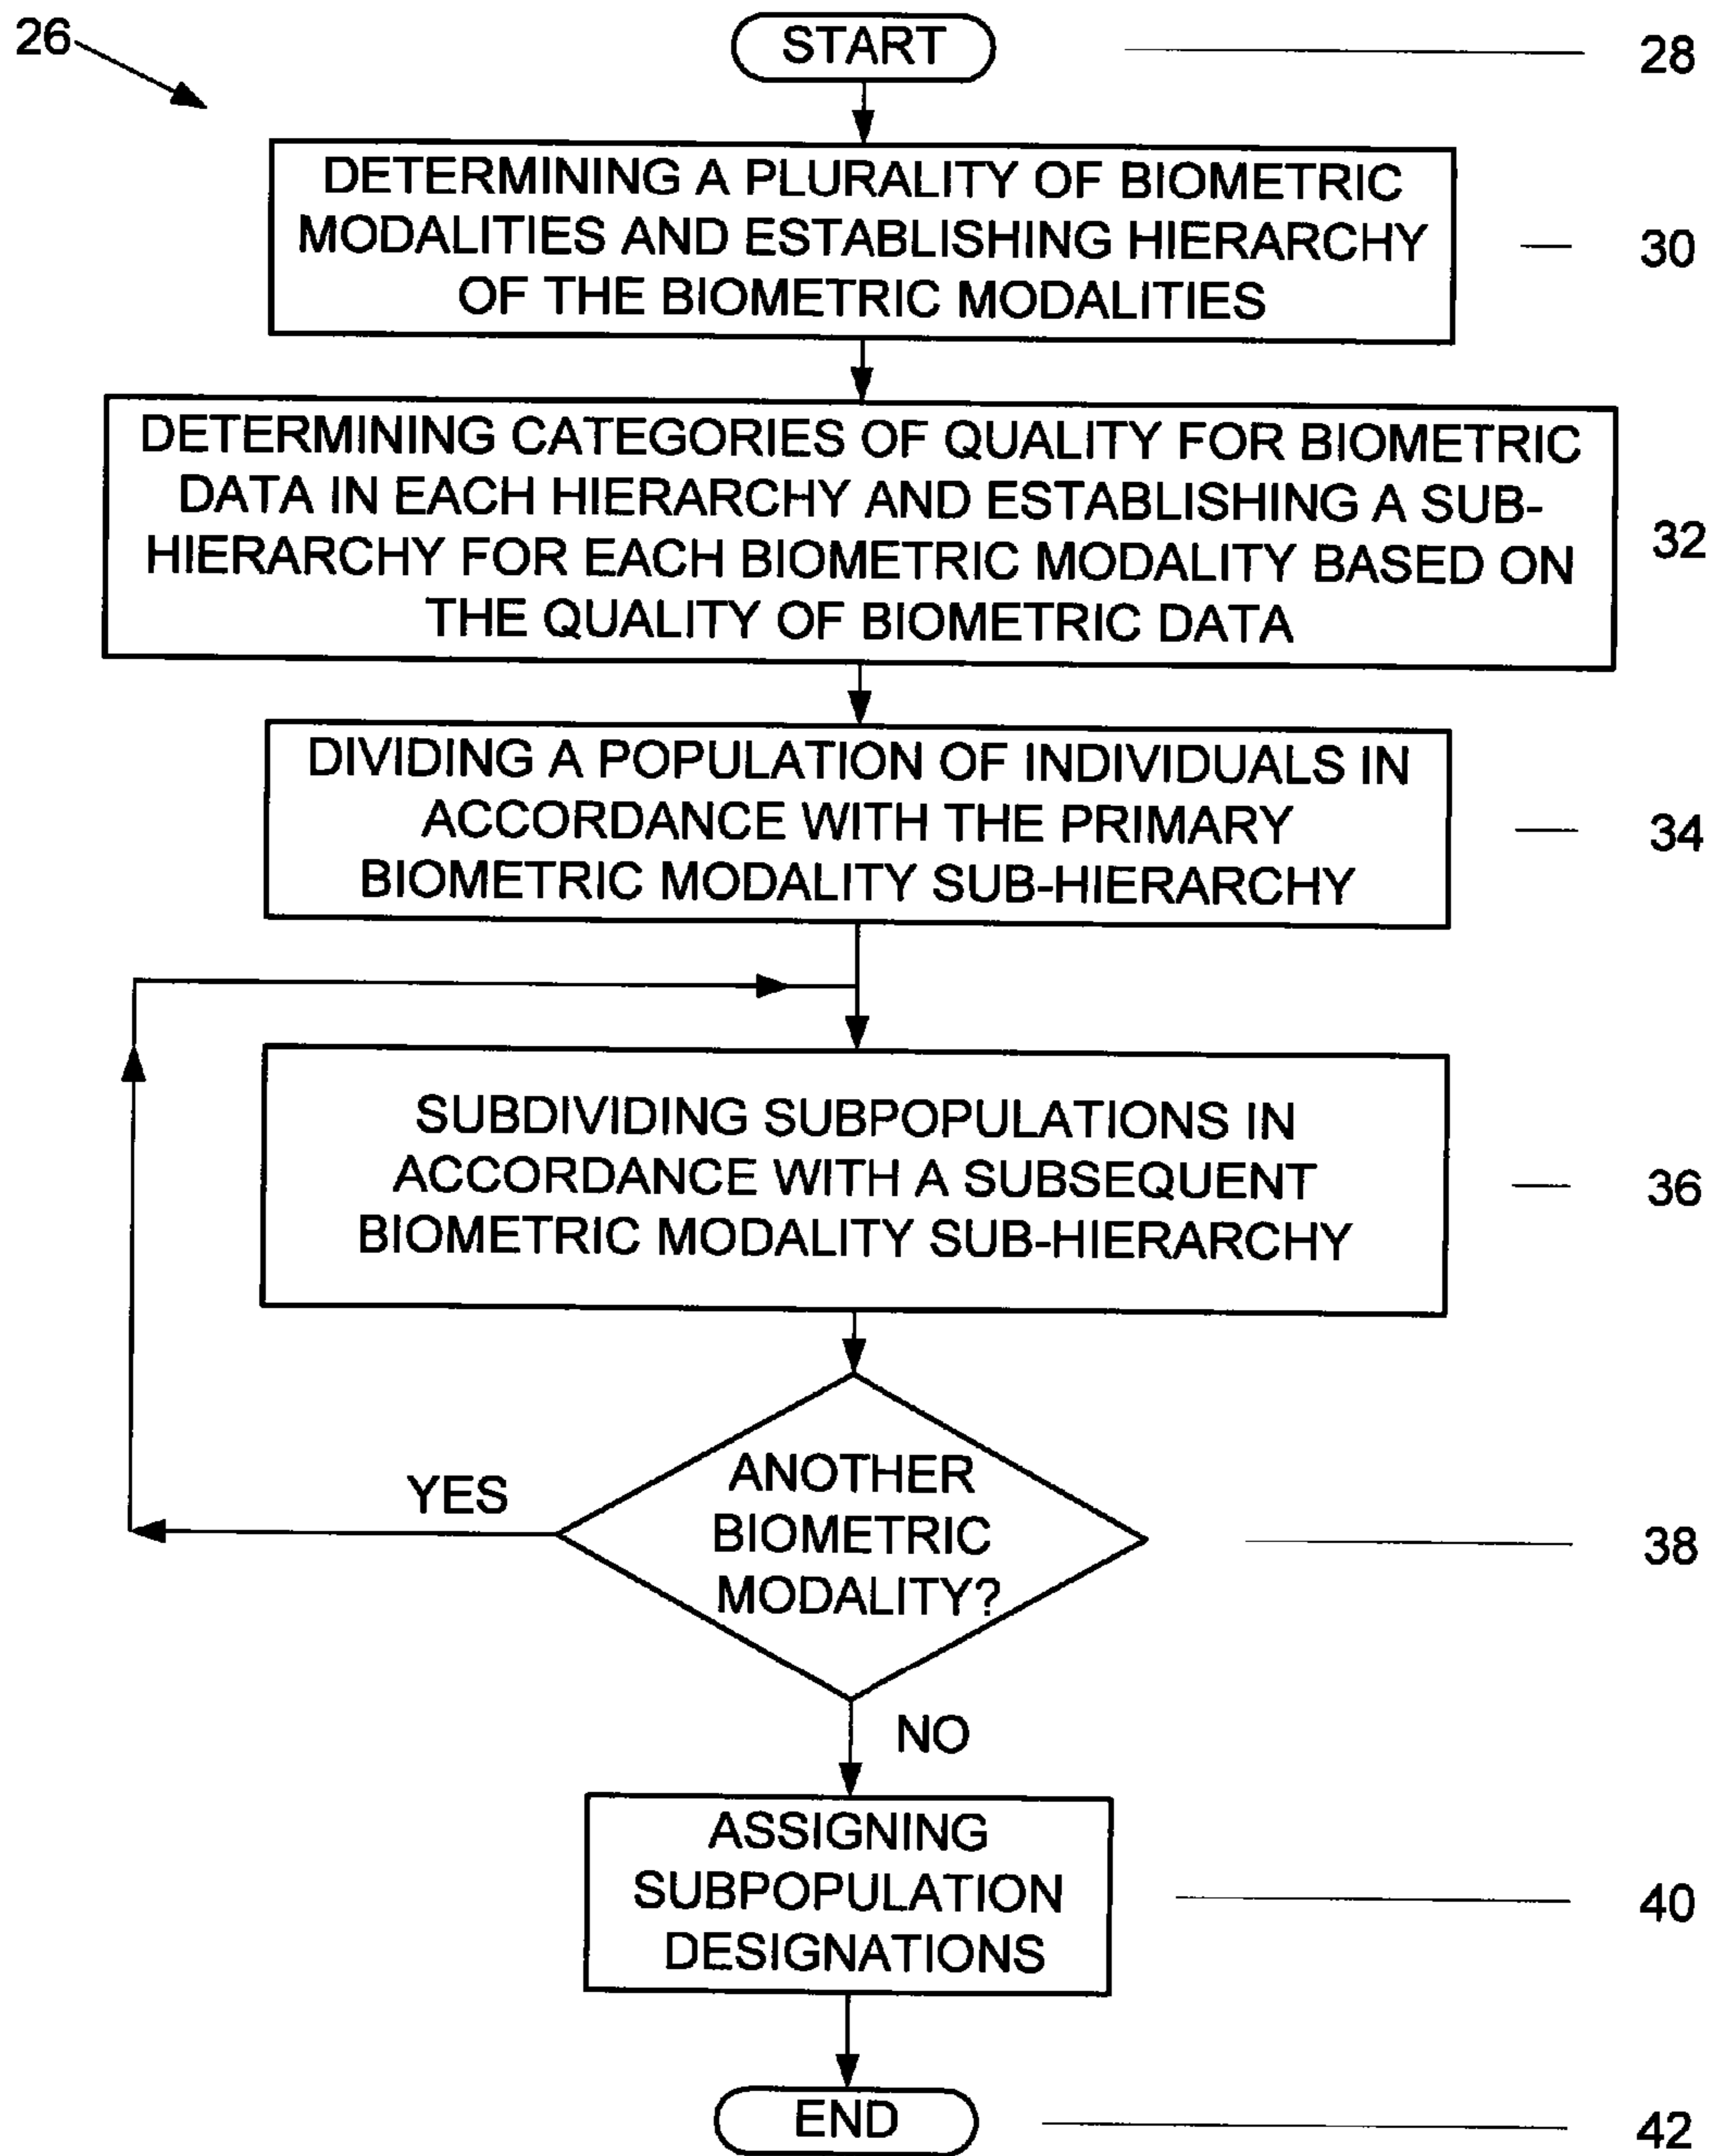 26
START
28
DETERMINING A PLURALITY OF BIOMETRIC
MODALITIES AND ESTABLISHING HIERARCHY
OF THE BIOMETRIC MODALITIES
30
DETERMINING CATEGORIES OF QUALITY FOR BIOMETRIC
DATA IN EACH HIERARCHY AND ESTABLISHING A SUB-
HIERARCHY FOR EACH BIOMETRIC MODALITY BASED ON
THE QUALITY OF BIOMETRIC DATA
32
DIVIDING A POPULATION OF INDIVIDUALS IN
ACCORDANCE WITH THE PRIMARY
BIOMETRIC MODALITY SUB-HIERARCHY
34
SUBDIVIDING SUBPOPULATIONS IN
ACCORDANCE WITH A SUBSEQUENT
BIOMETRIC MODALITY SUB-HIERARCHY
36
YES
ANOTHER
BIOMETRIC
MODALITY?
38
NO
ASSIGNING
SUBPOPULATION
DESIGNATIONS
40
END
42